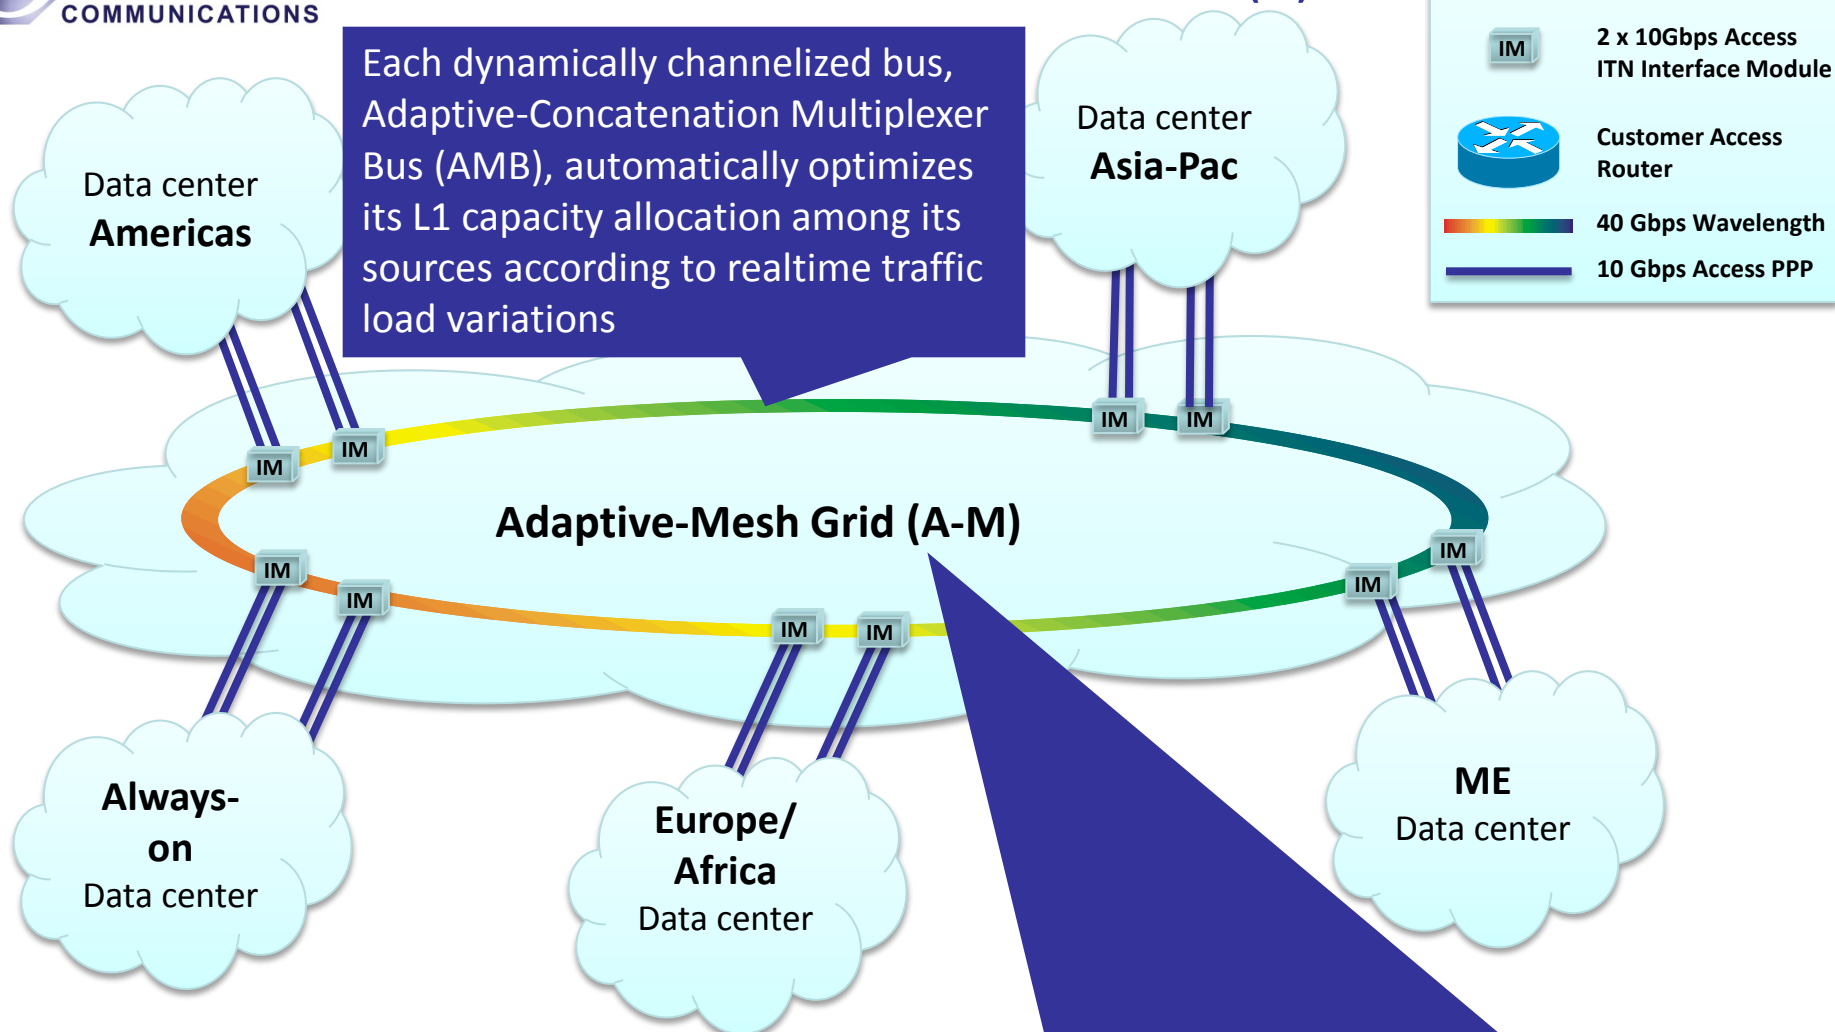 COMMUNICATIONS
Each dynamically channelized bus,
Adaptive-Concatenation Multiplexer
Bus (AMB), automatically optimizes
its L1 capacity allocation among its
sources according to realtime traffic
load variations
Data center
Americas
Data center
Asia-Pac
IM
2 x 10Gbps Access
ITN Interface Module
Customer Access
Router
40 Gbps Wavelength
10 Gbps Access PPP
IM
IM
IM
IM
Adaptive-Mesh Grid (A-M)
IM
IM
IM
IM
IM
IM
Always-
on
Data center
Europe/
Africa
Data center
ME
Data center